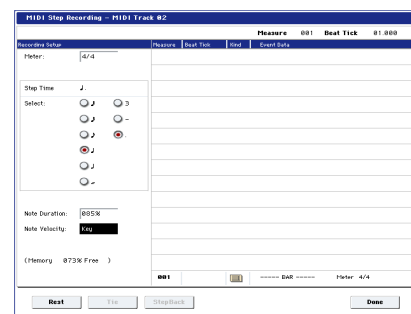 MIDI Step Recording - MIDI Track 02
Measure 001 Beat Tick 01.000
Recording Setup Measure Beat Tick Kind Event Data
Meter: 4/4
Step Time ♩.
Select: ♪ 3
♪ -
♪ .
♩
Note Duration: 085%
Note Velocity: Key
(Memory 073% Free )
001 ----- BAR ----- Meter 4/4
Rest Tie StepBack Done